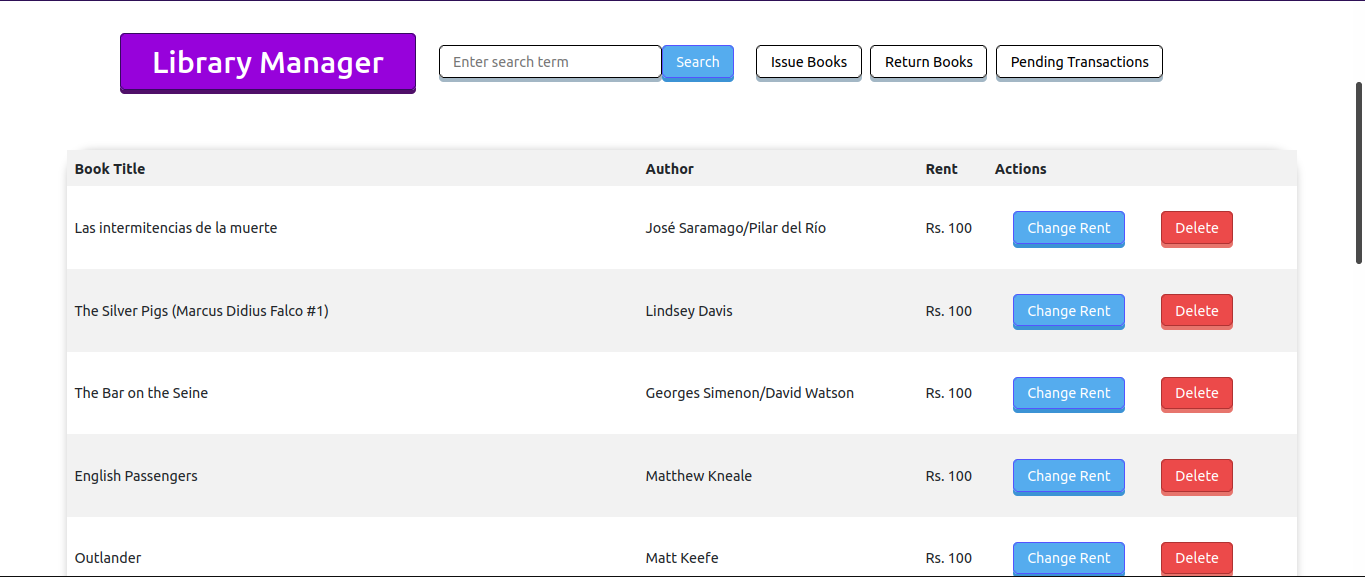 Library Manager Enter search term Search Issue Books Return Books Pending Transactions
Book Title Author Rent Actions
Las intermitencias de la muerte José Saramago/Pilar del Río Rs. 100 Change Rent Delete
The Silver Pigs (Marcus Didius Falco #1) Lindsey Davis Rs. 100 Change Rent Delete
The Bar on the Seine Georges Simenon/David Watson Rs. 100 Change Rent Delete
English Passengers Matthew Kneale Rs. 100 Change Rent Delete
Outlander Matt Keefe Rs. 100 Change Rent Delete